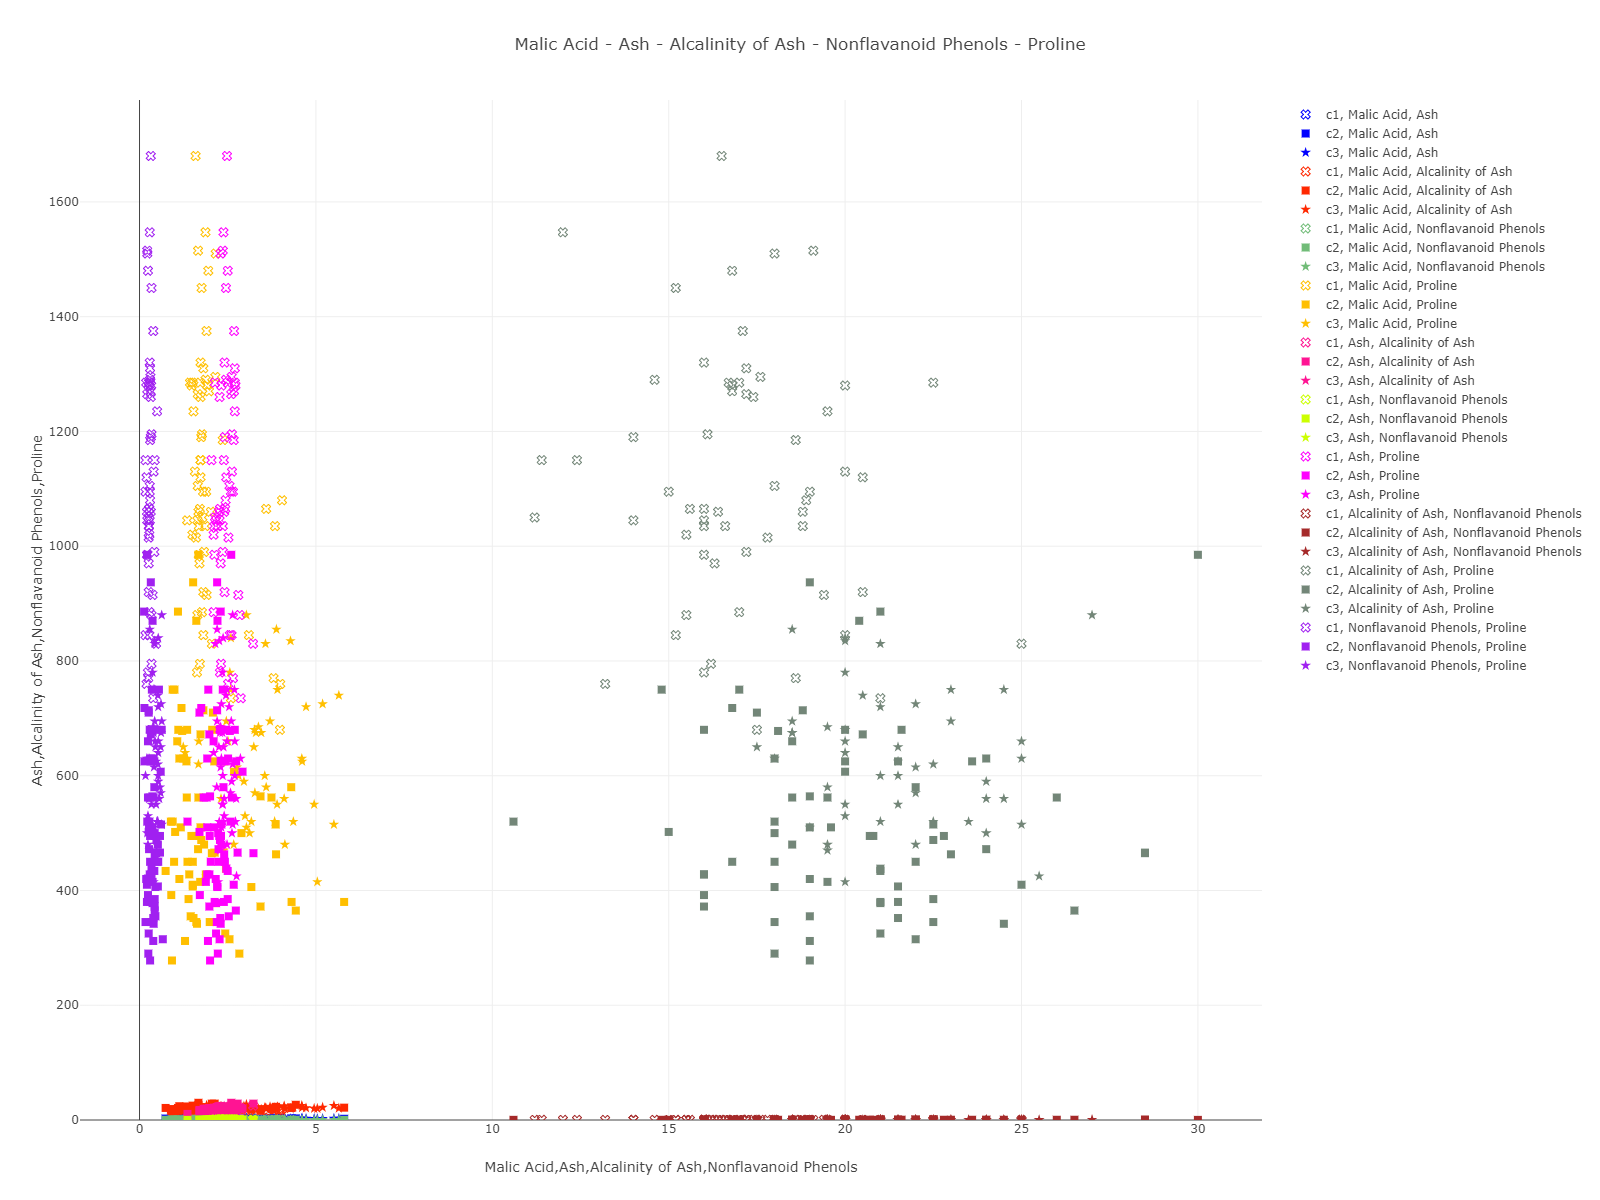 Malic Acid - Ash - Alcalinity of Ash - Nonflavanoid Phenols - Proline
Ash,Alcalinity of Ash,Nonflavanoid Phenols,Proline
1600
1400
1200
1000
800
600
400
200
0
0 5 10 15 20 25 30
Malic Acid,Ash,Alcalinity of Ash,Nonflavanoid Phenols
c1, Malic Acid, Ash
c2, Malic Acid, Ash
c3, Malic Acid, Ash
c1, Malic Acid, Alcalinity of Ash
c2, Malic Acid, Alcalinity of Ash
c3, Malic Acid, Alcalinity of Ash
c1, Malic Acid, Nonflavanoid Phenols
c2, Malic Acid, Nonflavanoid Phenols
c3, Malic Acid, Nonflavanoid Phenols
c1, Malic Acid, Proline
c2, Malic Acid, Proline
c3, Malic Acid, Proline
c1, Ash, Alcalinity of Ash
c2, Ash, Alcalinity of Ash
c3, Ash, Alcalinity of Ash
c1, Ash, Nonflavanoid Phenols
c2, Ash, Nonflavanoid Phenols
c3, Ash, Nonflavanoid Phenols
c1, Ash, Proline
c2, Ash, Proline
c3, Ash, Proline
c1, Alcalinity of Ash, Nonflavanoid Phenols
c2, Alcalinity of Ash, Nonflavanoid Phenols
c3, Alcalinity of Ash, Nonflavanoid Phenols
c1, Alcalinity of Ash, Proline
c2, Alcalinity of Ash, Proline
c3, Alcalinity of Ash, Proline
c1, Nonflavanoid Phenols, Proline
c2, Nonflavanoid Phenols, Proline
c3, Nonflavanoid Phenols, Proline